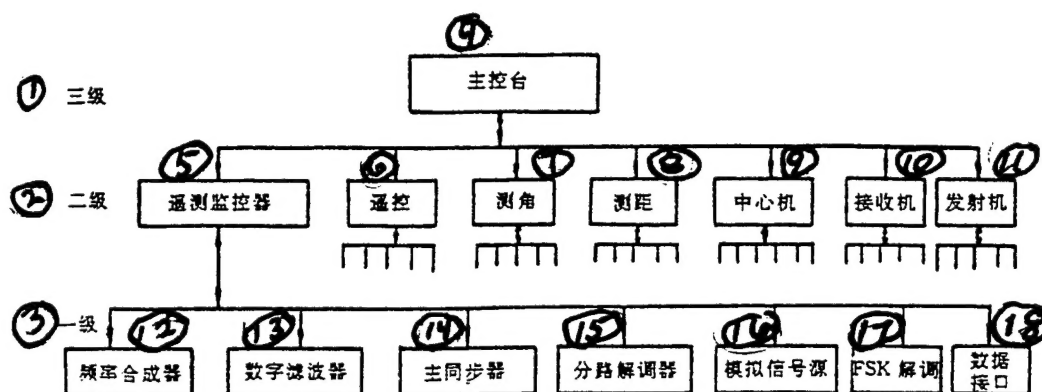 ④
主控台
① 三级
⑤ ⑥ ⑦ ⑧ ⑨ ⑩ ⑪
② 二级 遥测监控器 遥控 测角 测距 中心机 接收机 发射机
③ 一级 ⑫ ⑬ ⑭ ⑮ ⑯ ⑰ ⑱
频率合成器 数字滤波器 主同步器 分路解调器 模拟信号源 FSK 解调 数据
接口